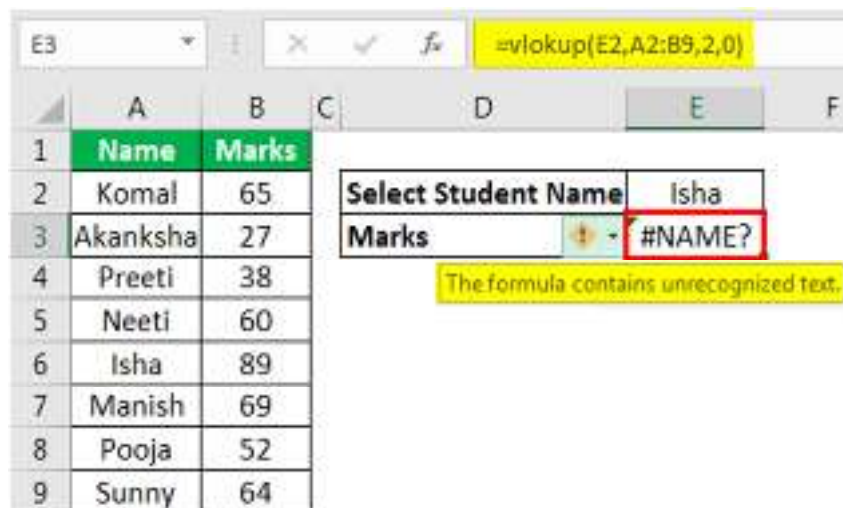 E3 fx =vlokup(E2,A2:B9,2,0)
A B C D E F
1 Name Marks
2 Komal 65 Select Student Name Isha
3 Akanksha 27 Marks #NAME?
4 Preeti 38 The formula contains unrecognized text.
5 Neeti 60
6 Isha 89
7 Manish 69
8 Pooja 52
9 Sunny 64